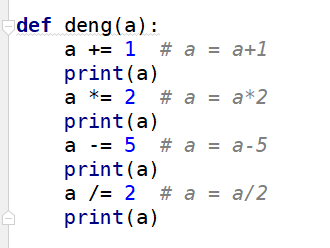 def deng(a):
    a += 1  # a = a+1
    print(a)
    a *= 2  # a = a*2
    print(a)
    a -= 5  # a = a-5
    print(a)
    a /= 2  # a = a/2
    print(a)